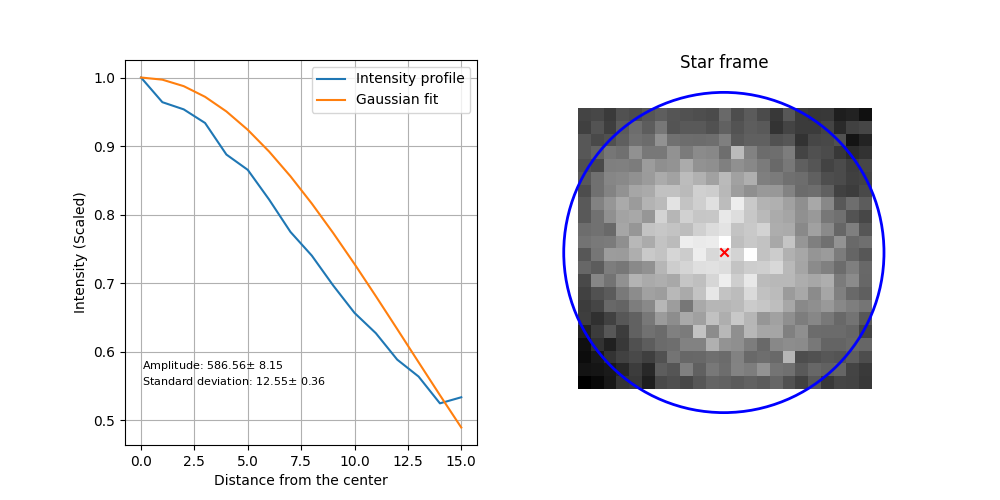 Star frame
Intensity profile
Gaussian fit
1.0
0.9
0.8
0.7
0.6
0.5
Intensity (Scaled)
Amplitude: 586.56± 8.15
Standard deviation: 12.55± 0.36
0.0 2.5 5.0 7.5 10.0 12.5 15.0
Distance from the center